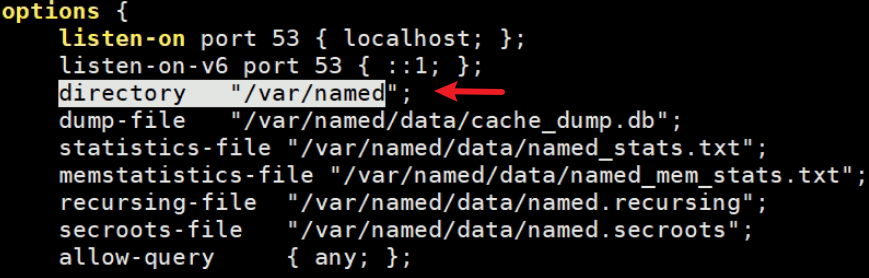 options {
    listen-on port 53 { localhost; };
    listen-on-v6 port 53 { ::1; };
    directory   "/var/named";
    dump-file   "/var/named/data/cache_dump.db";
    statistics-file "/var/named/data/named_stats.txt";
    memstatistics-file "/var/named/data/named_mem_stats.txt";
    recursing-file  "/var/named/data/named.recursing";
    secroots-file   "/var/named/data/named.secroots";
    allow-query     { any; };